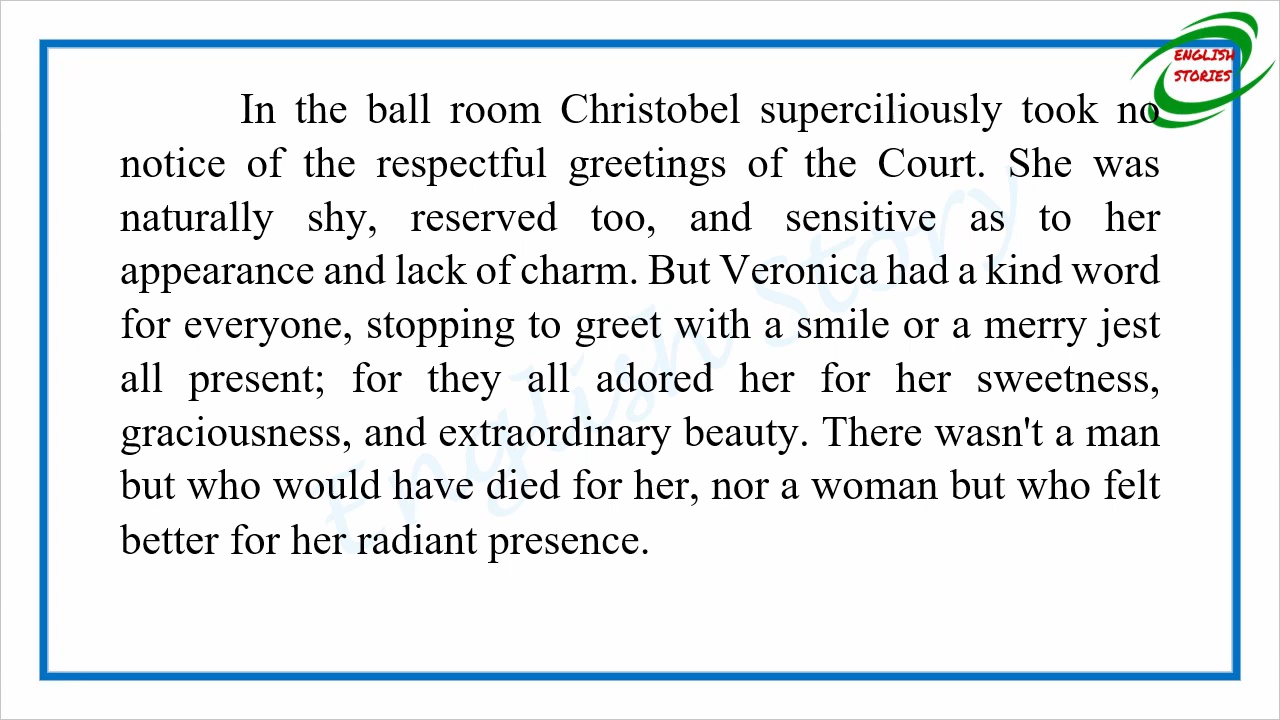 ENGLISH
STORIES
In the ball room Christobel superciliously took no
notice of the respectful greetings of the Court. She was
naturally shy, reserved too, and sensitive as to her
appearance and lack of charm. But Veronica had a kind word
for everyone, stopping to greet with a smile or a merry jest
all present; for they all adored her for her sweetness,
graciousness, and extraordinary beauty. There wasn't a man
but who would have died for her, nor a woman but who felt
better for her radiant presence.
English Story